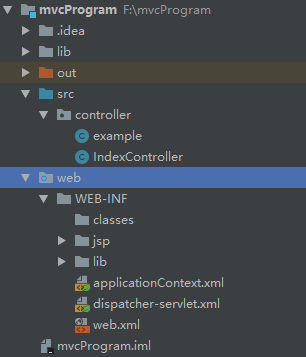 mvcProgram F:\mvcProgram
.idea
lib
out
src
controller
example
IndexController
web
WEB-INF
classes
jsp
lib
applicationContext.xml
dispatcher-servlet.xml
web.xml
mvcProgram.iml